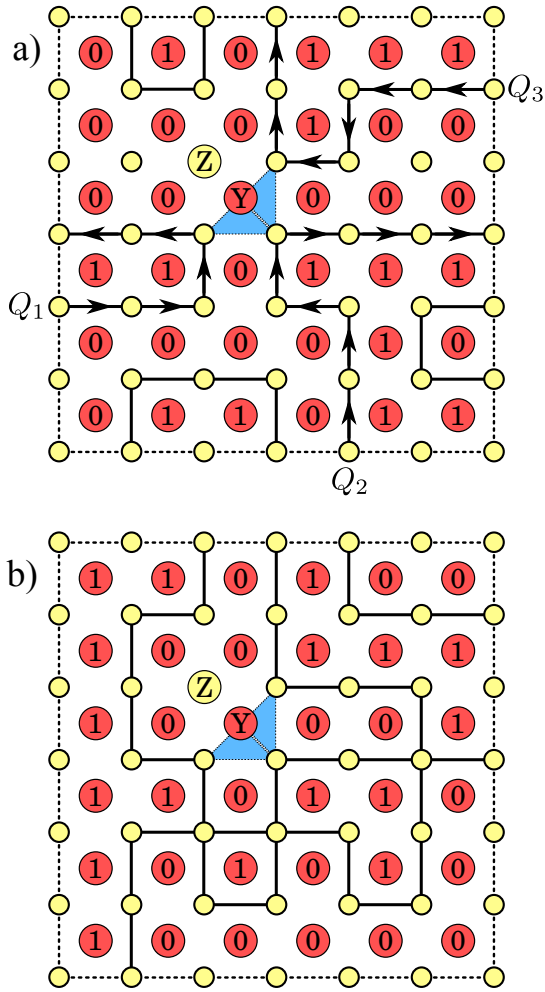 a)
0 1 0 1 1 1
Q3
0 0 0 1 0 0
Z
0 0 Y 0 0 0
1 1 0 1 1 1
Q1
0 0 0 0 1 0
0 1 1 0 1 1
Q2
b)
1 1 0 1 0 0
1 0 0 1 1 1
Z
1 0 Y 0 0 1
1 1 0 1 1 0
1 0 1 0 1 0
1 0 0 0 0 0